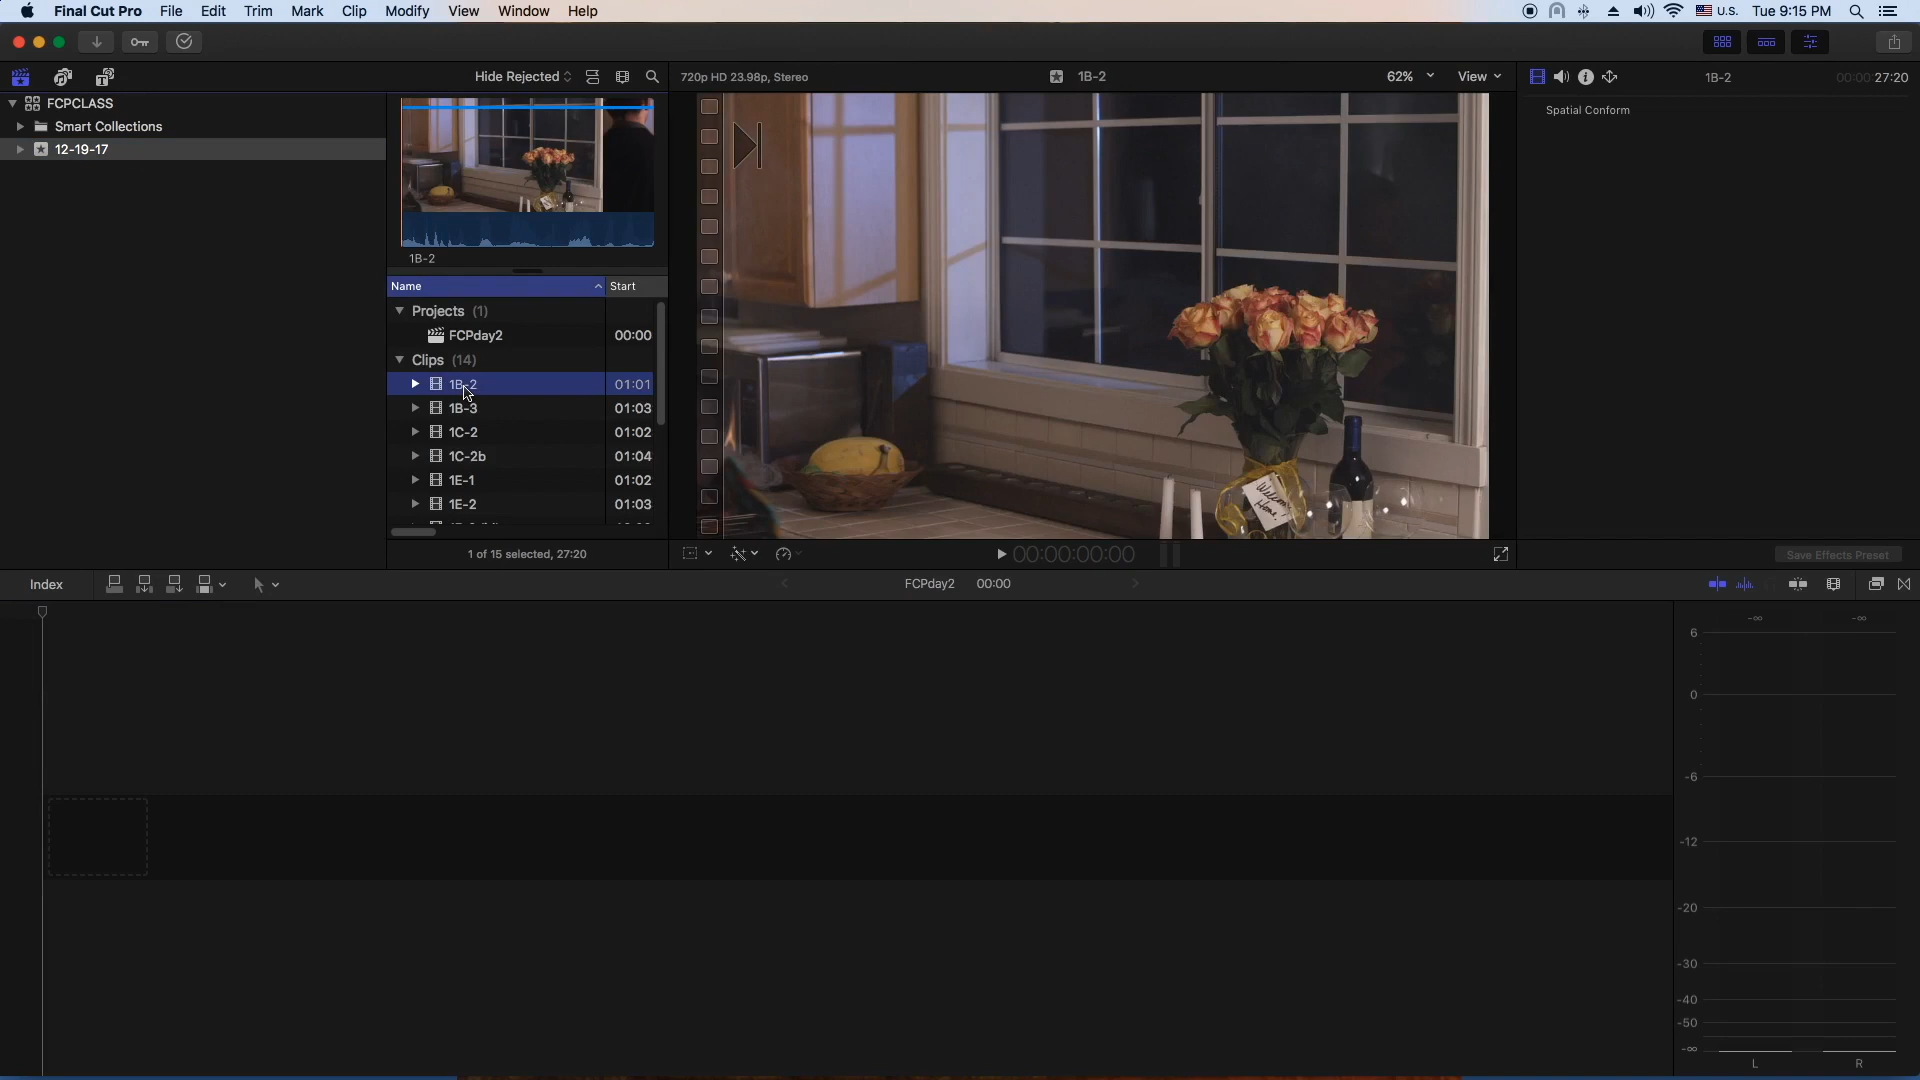 Final Cut Pro File Edit Trim Mark Clip Modify View Window Help U.S. Tue 9:15 PM
Hide Rejected 720p HD 23.98p, Stereo 1B-2 62% View 1B-2 00:00:27:20
FCPCLASS
Smart Collections
12-19-17
1B-2
Name Start
Projects (1)
FCPday2 00:00
Clips (14)
1B-2 01:01
1B-3 01:03
1C-2 01:02
1C-2b 01:04
1E-1 01:02
1E-2 01:03
1 of 15 selected, 27:20
Welcome
Home!
00:00:00:00
Spatial Conform
Save Effects Preset
Index FCPday2 00:00
-∞ -∞
6
0
-6
-12
-20
-30
-40
-50
-∞
L R